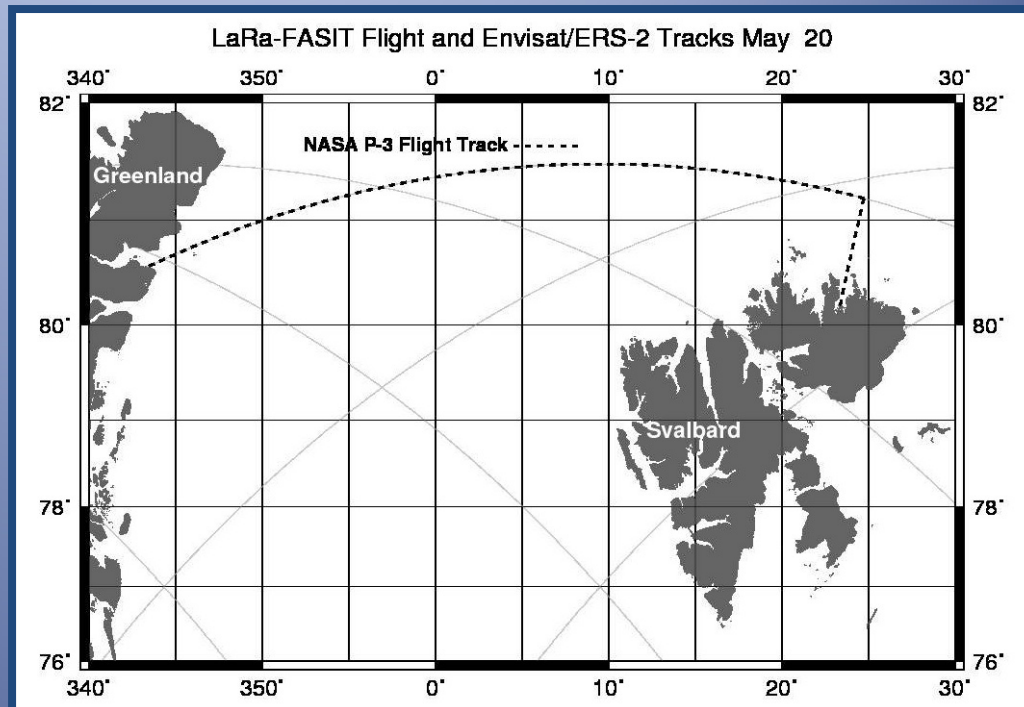 LaRa-FASIT Flight and Envisat/ERS-2 Tracks May 20
340° 350° 0° 10° 20° 30°
82° 82°
NASA P-3 Flight Track
Greenland
80° 80°
Svalbard
78° 78°
76° 76°
340° 350° 0° 10° 20° 30°